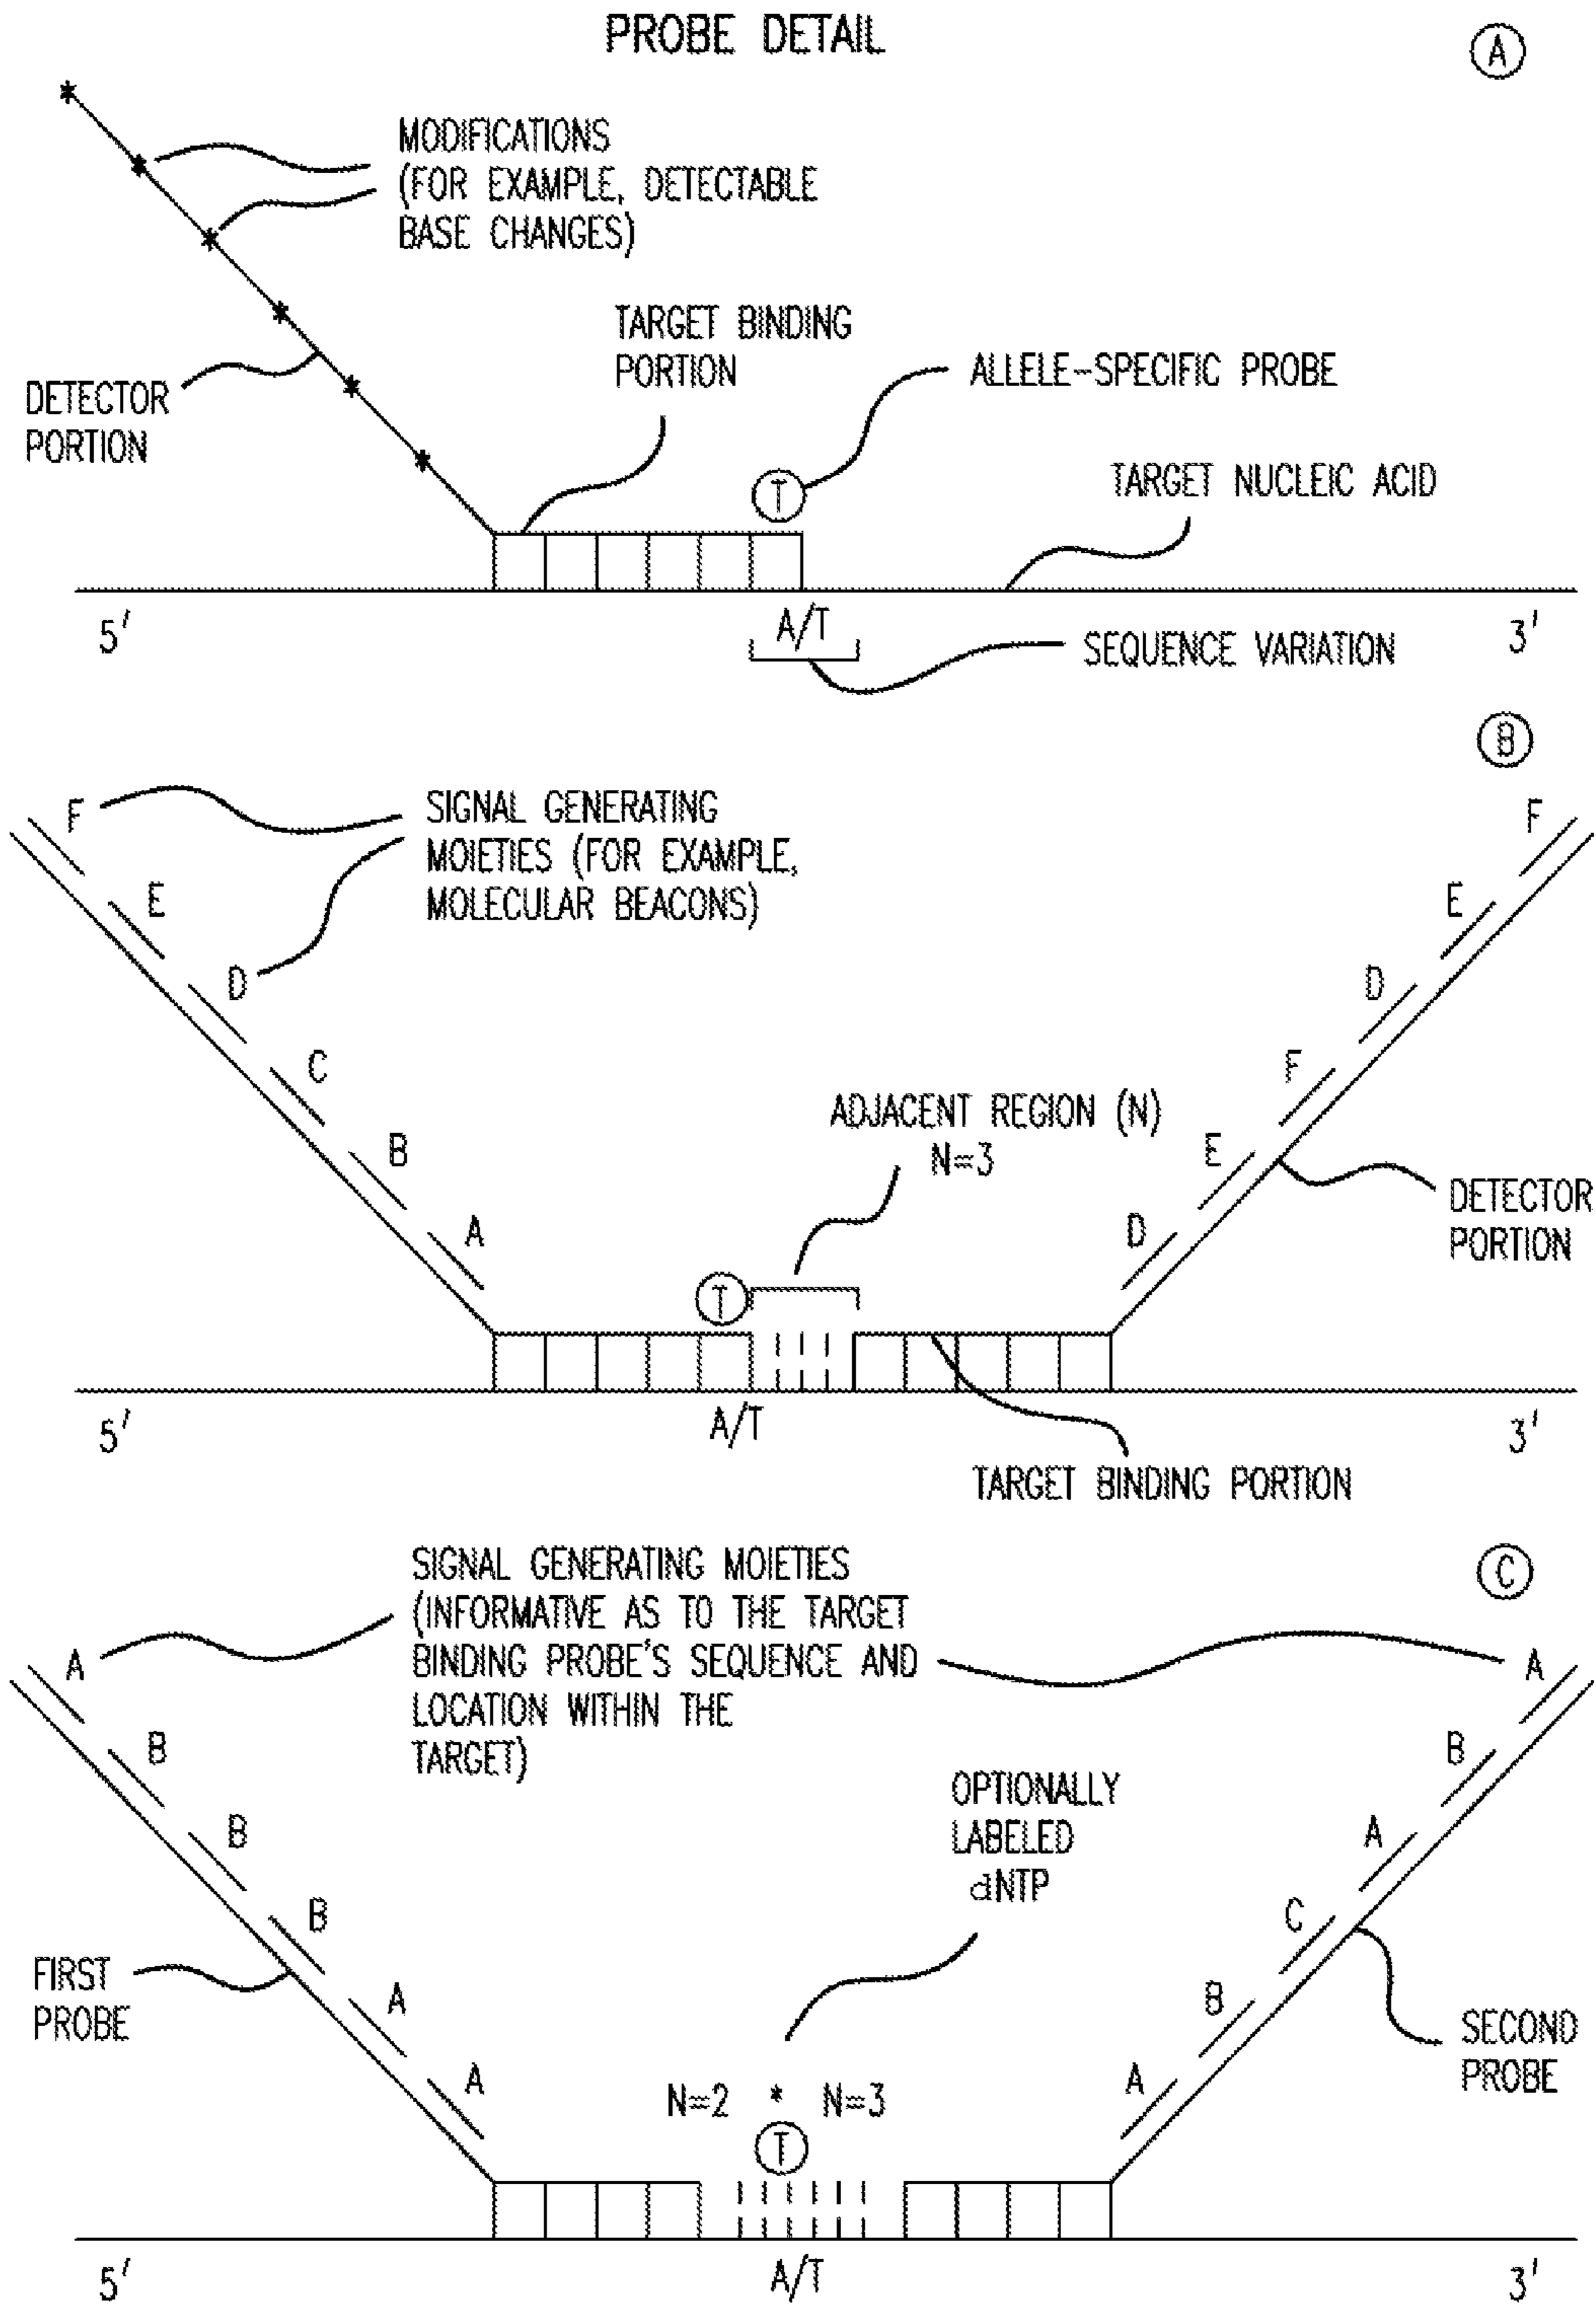 PROBE DETAIL
A
MODIFICATIONS
(FOR EXAMPLE, DETECTABLE
BASE CHANGES)
TARGET BINDING
PORTION
ALLELE-SPECIFIC PROBE
DETECTOR
PORTION
T
TARGET NUCLEIC ACID
5'
A/T
3'
SEQUENCE VARIATION
B
F
SIGNAL GENERATING
MOIETIES (FOR EXAMPLE,
MOLECULAR BEACONS)
F
E
E
D
D
C
F
ADJACENT REGION (N)
N=3
B
E
DETECTOR
PORTION
A
D
T
5'
A/T
3'
TARGET BINDING PORTION
C
SIGNAL GENERATING MOIETIES
(INFORMATIVE AS TO THE TARGET
BINDING PROBE'S SEQUENCE AND
LOCATION WITHIN THE
TARGET)
A
A
B
B
OPTIONALLY
LABELED
dNTP
B
A
B
C
FIRST
PROBE
A
B
SECOND
PROBE
A
A
N=2 * N=3
T
5'
A/T
3'